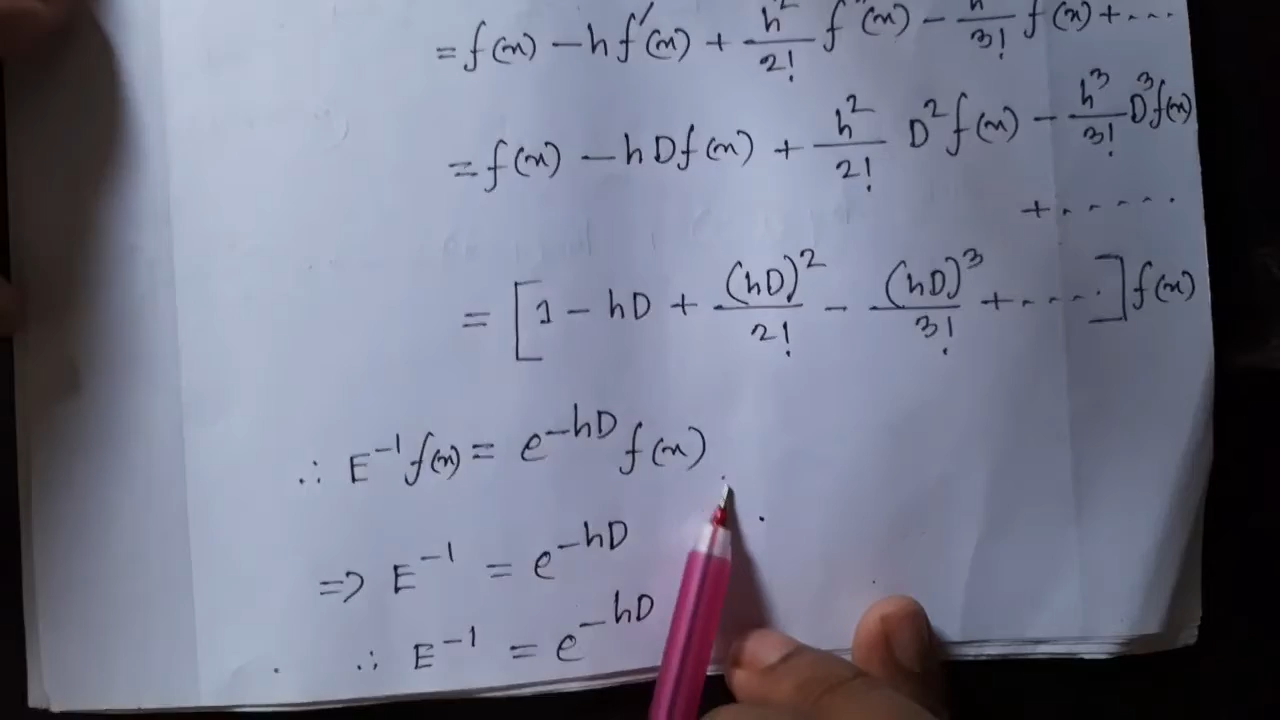 = f(x) - hf'(x) + h²/2! f''(x) - h³/3! f(x) + ...
= f(x) - hDf(x) + h²/2! D²f(x) - h³/3! D³f(x)
+ ......
= [1 - hD + (hD)²/2! - (hD)³/3! + ....] f(x)
∴ E⁻¹f(x) = e^{-hD} f(x)
=> E⁻¹ = e^{-hD}
∴ E⁻¹ = e^{-hD}